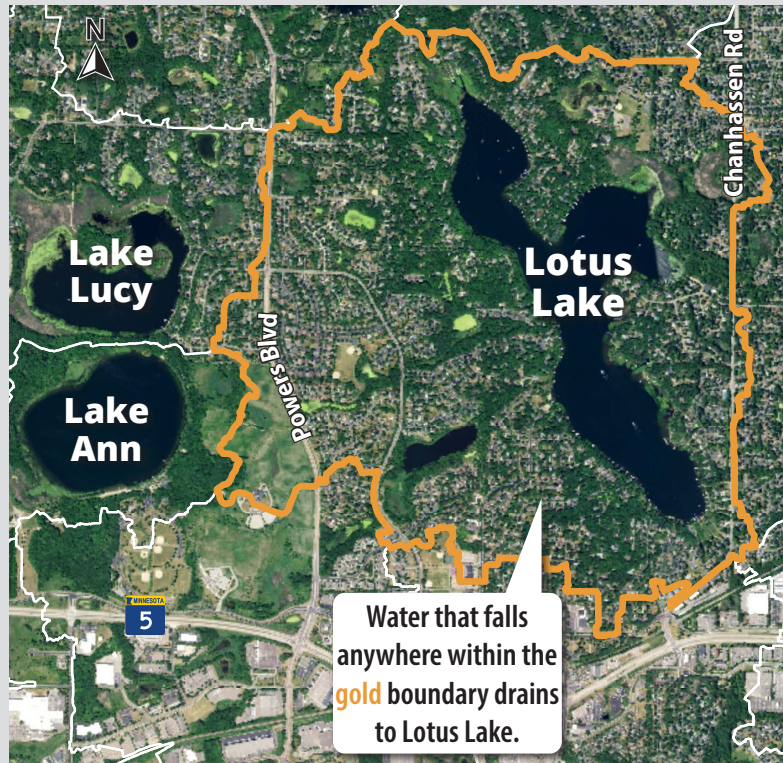 N
Chanhassen Rd
Lake
Lucy
Lotus
Lake
Powers Blvd
Lake
Ann
MINNESOTA
5
Water that falls
anywhere within the
gold boundary drains
to Lotus Lake.